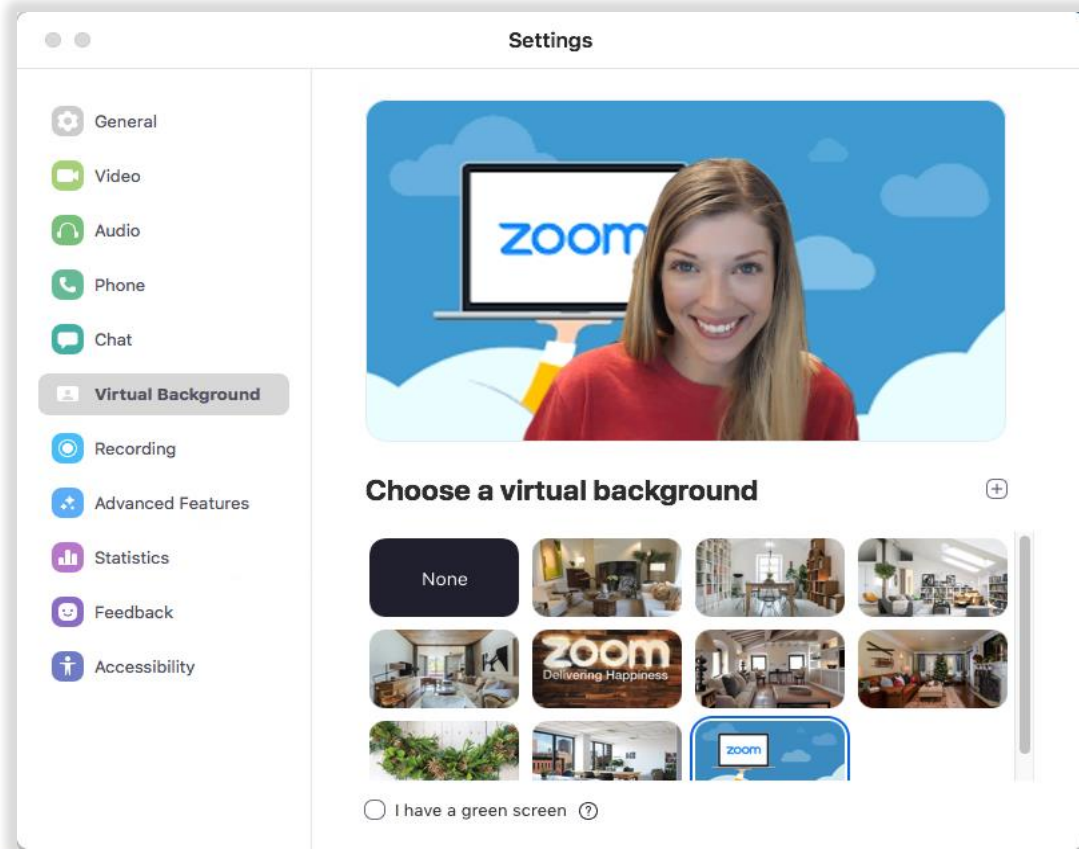 Settings
General
Video
Audio
Phone
Chat
Virtual Background
Recording
Advanced Features
Statistics
Feedback
Accessibility
zoom
Choose a virtual background
None
zoom
Delivering Happiness
zoom
I have a green screen